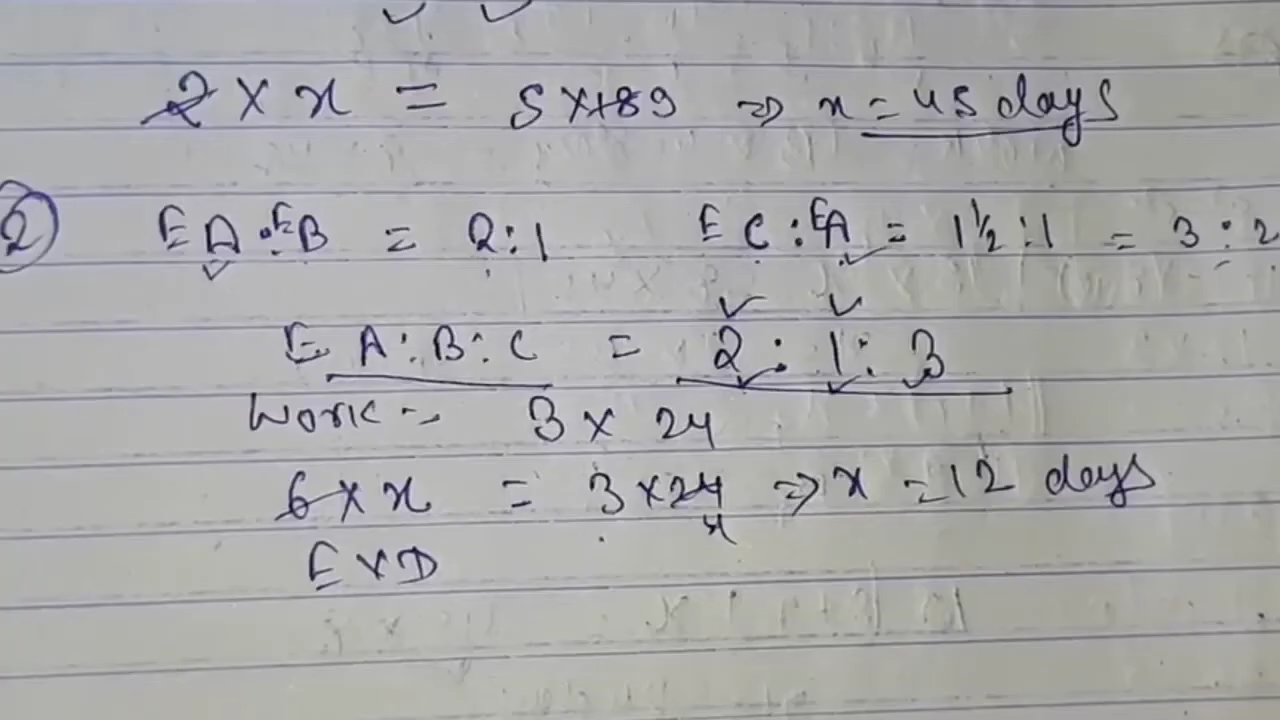 2 × x = 5 × 189 ⇒ x = 45 days
2) EA : EB = 2 : 1 EC : EA = 1½ : 1 = 3 : 2
E A : B : C = 2 : 1 : 3
Work = 3 × 24
6 × x = 3 × 24 ⇒ x = 12 days
E × D